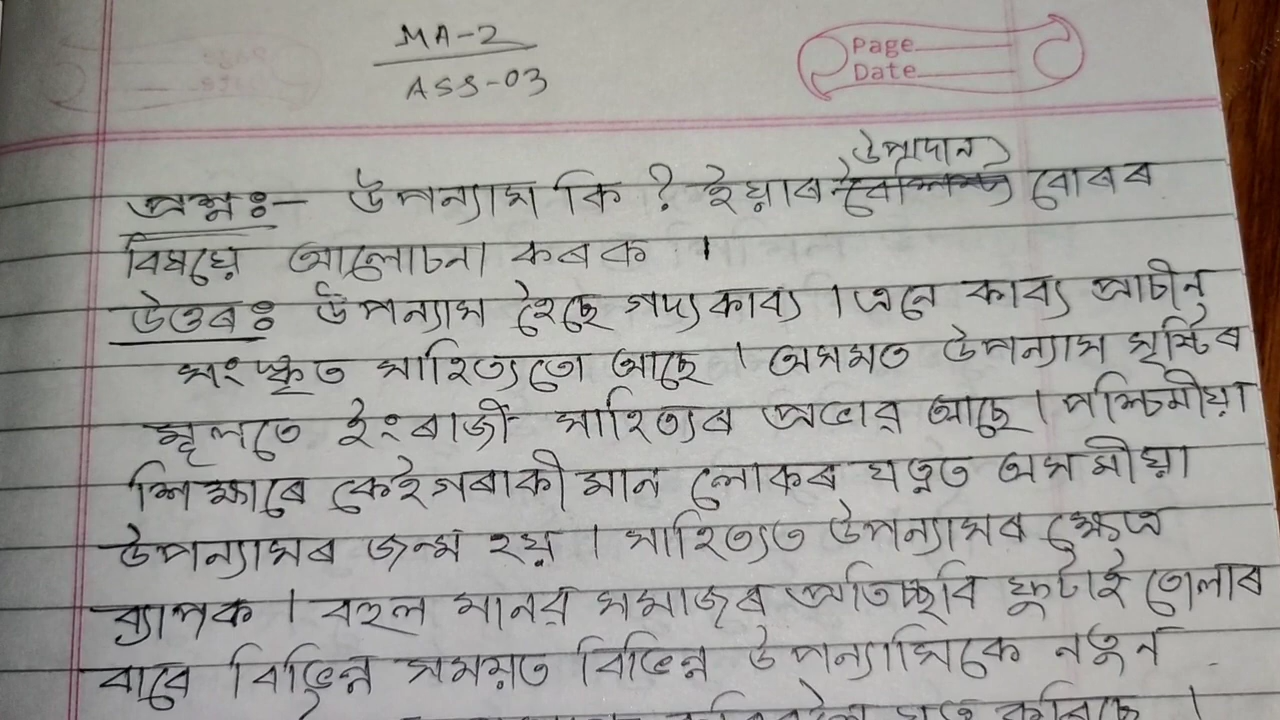 MA-2
ASS-03
Page
Date
উপাদান
প্ৰশ্নঃ- উপন্যাস কি ? ইয়াৰ বোৰৰ
বিষয়ে আলোচনা কৰক ।
উত্তৰঃ উপন্যাস হৈছে গদ্যকাব্য । এনে কাব্য প্ৰাচীন
সংস্কৃত সাহিত্যতো আছে । অসমত উপন্যাস সৃষ্টিৰ
মূলতে ইংৰাজী সাহিত্যৰ প্ৰভাৱ আছে । পশ্চিমীয়া
শিক্ষাৰে কেইগৰাকীমান লোকৰ যত্নত অসমীয়া
উপন্যাসৰ জন্ম হয় । সাহিত্যত উপন্যাসৰ ক্ষেত্ৰ
ব্যাপক । বহুল মানৱ সমাজৰ প্ৰতিচ্ছবি ফুটাই তোলাৰ
বাবে বিভিন্ন সময়ত বিভিন্ন উপন্যাসিকে নতুন